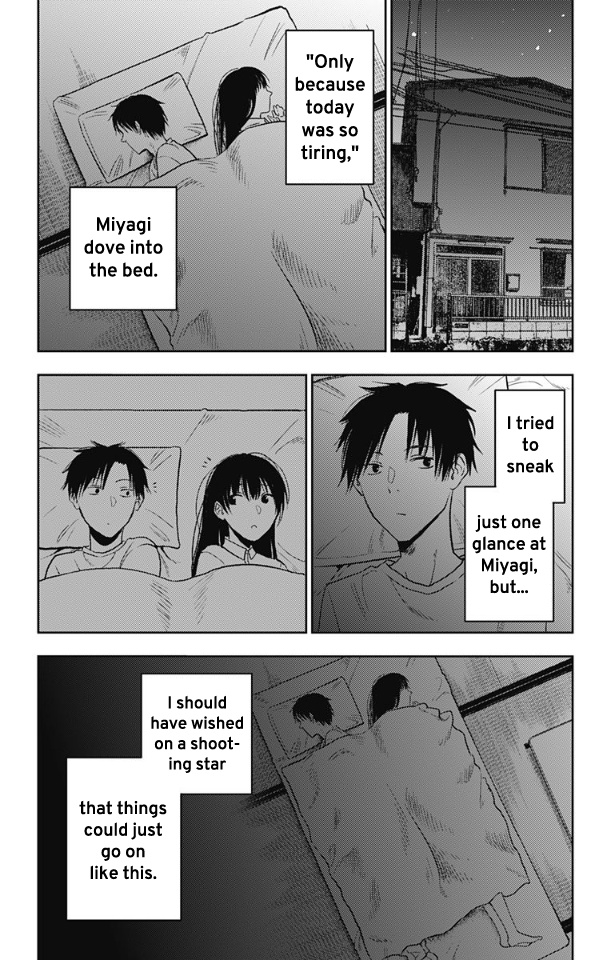 "Only
because
today
was so
tiring,"
Miyagi
dove into
the bed.
I tried
to
sneak
just one
glance at
Miyagi,
but...
I should
have wished
on a shoot-
ing star
that things
could just
go on
like this.